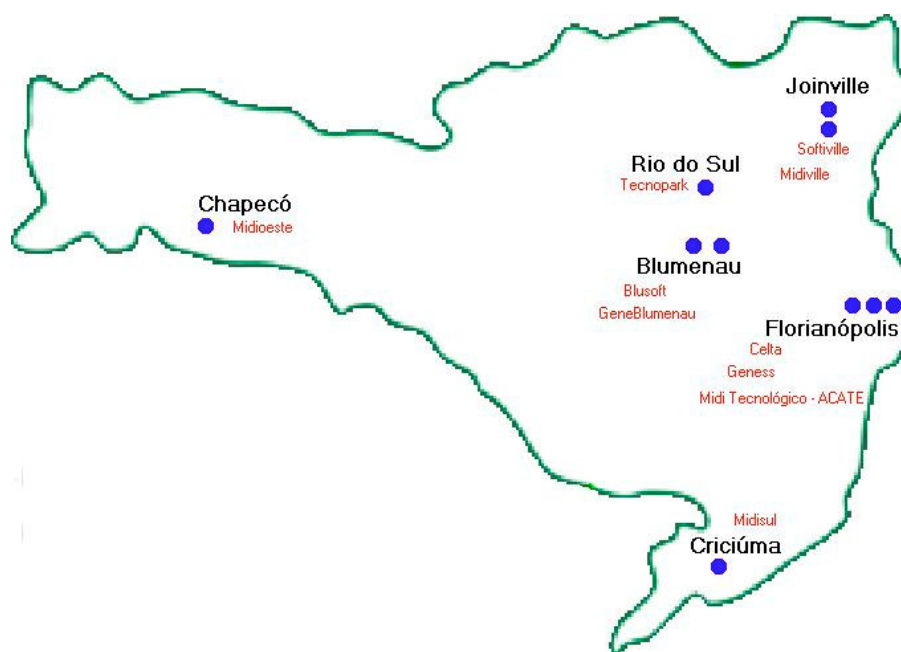 Joinville
Softiville
Midiville
Rio do Sul
Tecnopark
Chapecó
Midioeste
Blumenau
Blusoft
GeneBlumenau
Florianópolis
Celta
Geness
Midi Tecnológico - ACATE
Midisul
Criciúma